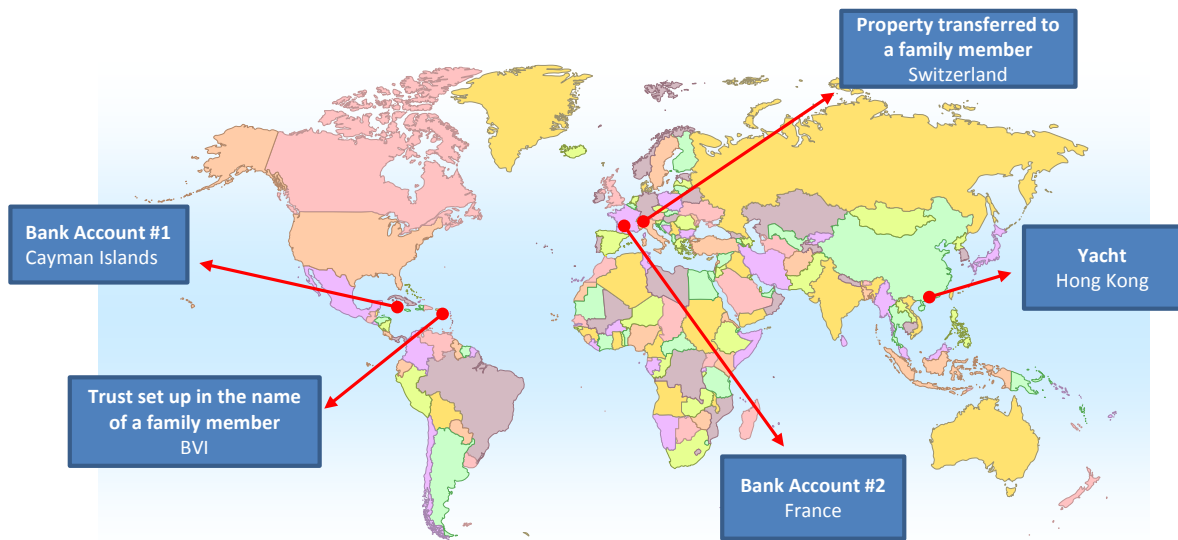 Property transferred to
a family member
Switzerland
Bank Account #1
Cayman Islands
Yacht
Hong Kong
Trust set up in the name
of a family member
BVI
Bank Account #2
France